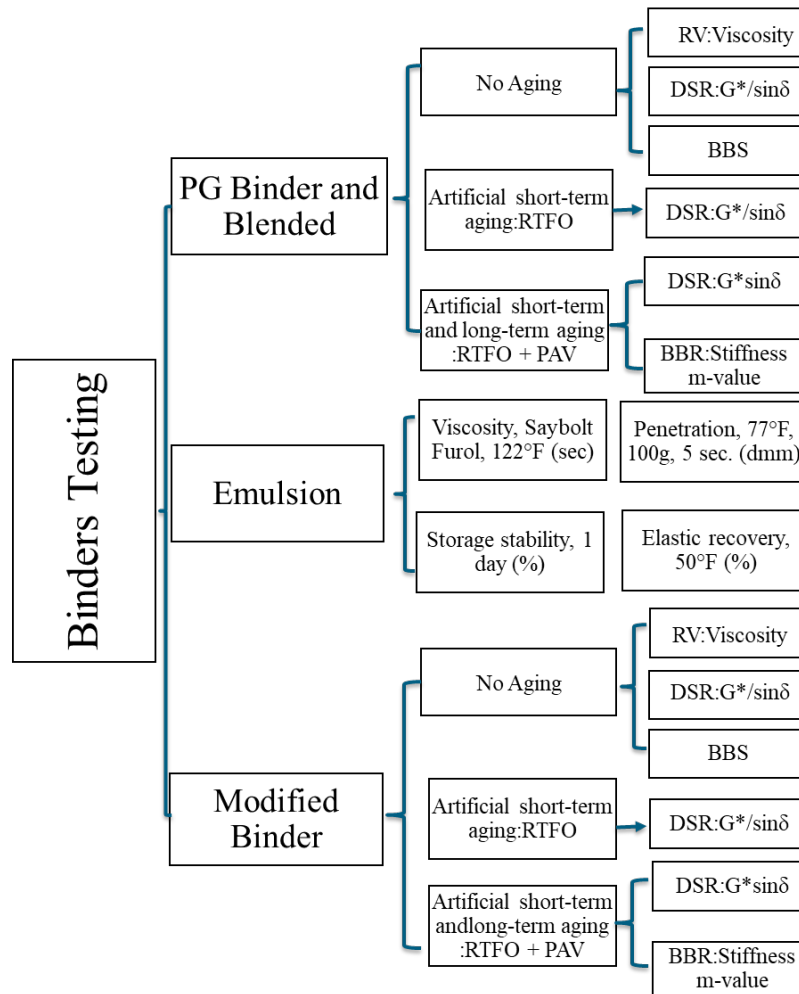 Binders Testing
PG Binder and
Blended
No Aging
RV:Viscosity
DSR:G*/sinδ
BBS
Artificial short-term
aging:RTFO
DSR:G*/sinδ
Artificial short-term
and long-term aging
:RTFO + PAV
DSR:G*sinδ
BBR:Stiffness
m-value
Emulsion
Viscosity, Saybolt
Furol, 122°F (sec)
Penetration, 77°F,
100g, 5 sec. (dmm)
Storage stability, 1
day (%)
Elastic recovery,
50°F (%)
Modified
Binder
No Aging
RV:Viscosity
DSR:G*/sinδ
BBS
Artificial short-term
aging:RTFO
DSR:G*/sinδ
Artificial short-term
andlong-term aging
:RTFO + PAV
DSR:G*sinδ
BBR:Stiffness
m-value